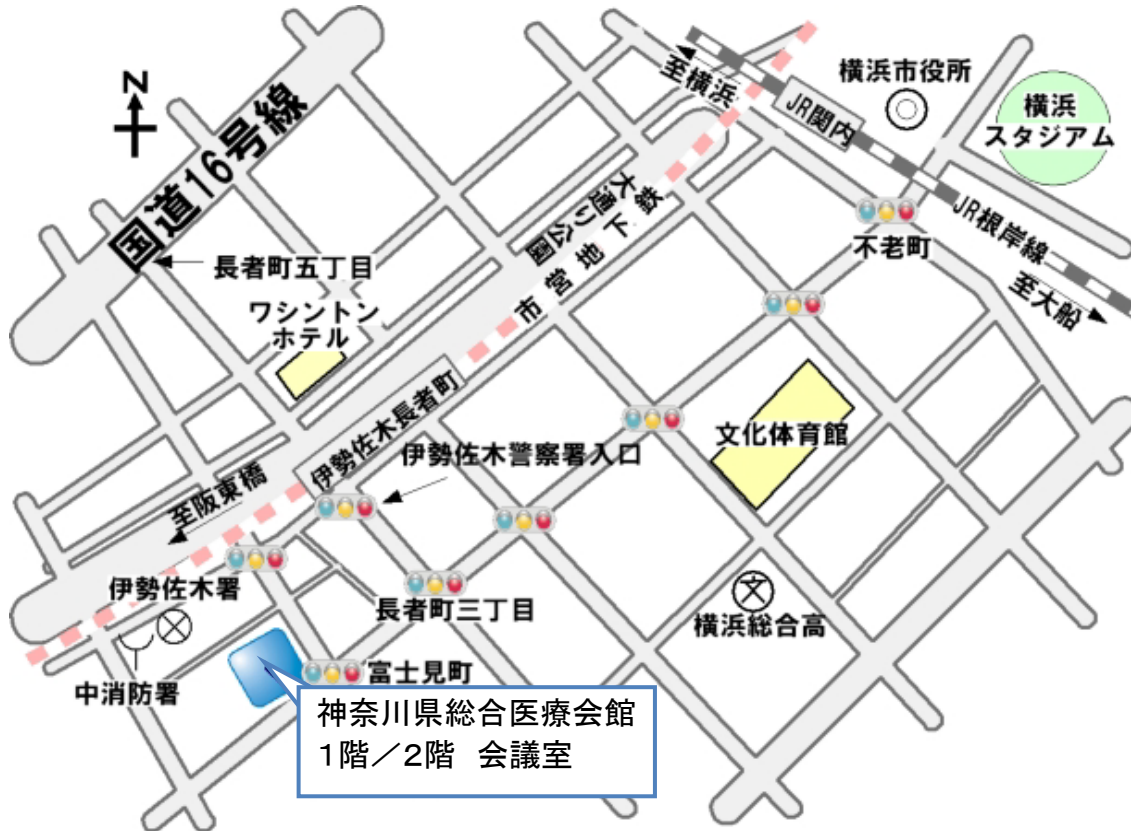 N
国道16号線
至横浜
JR関内
横浜市役所
横浜
スタジアム
JR根岸線
至大船
不老町
大通り公園
市営地下鉄
長者町五丁目
ワシントン
ホテル
伊勢佐木長者町
伊勢佐木警察署入口
文化体育館
至阪東橋
伊勢佐木署
長者町三丁目
文
横浜総合高
中消防署
富士見町
神奈川県総合医療会館
1階／2階 会議室